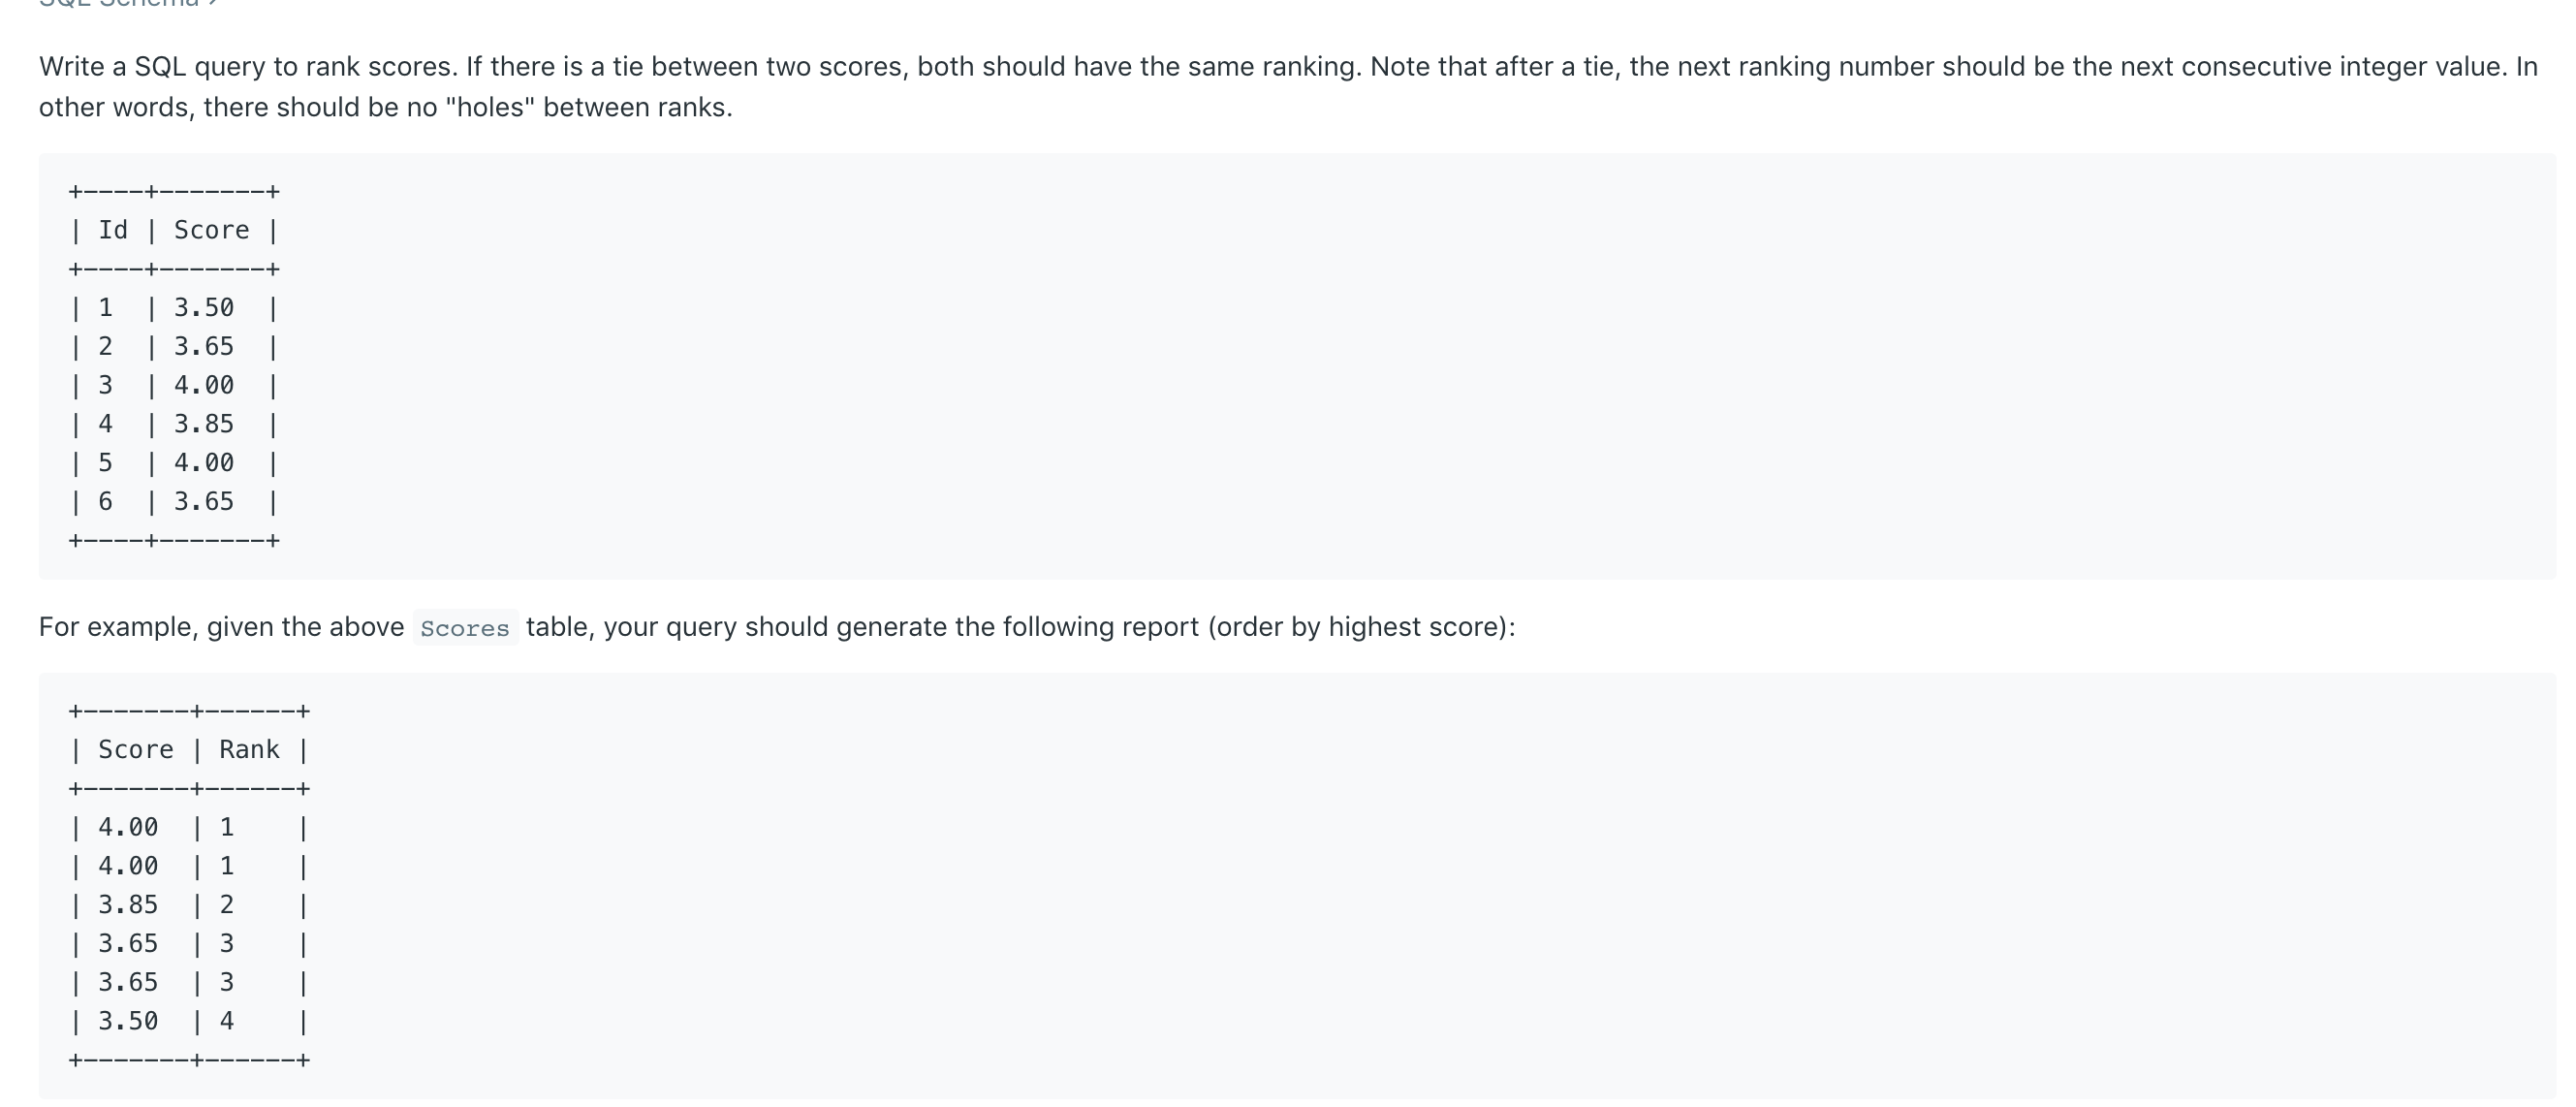 SQL Schema ›
Write a SQL query to rank scores. If there is a tie between two scores, both should have the same ranking. Note that after a tie, the next ranking number should be the next consecutive integer value. In
other words, there should be no "holes" between ranks.
+----+-------+
| Id | Score |
+----+-------+
| 1  | 3.50  |
| 2  | 3.65  |
| 3  | 4.00  |
| 4  | 3.85  |
| 5  | 4.00  |
| 6  | 3.65  |
+----+-------+
For example, given the above Scores table, your query should generate the following report (order by highest score):
+-------+------+
| Score | Rank |
+-------+------+
| 4.00  | 1    |
| 4.00  | 1    |
| 3.85  | 2    |
| 3.65  | 3    |
| 3.65  | 3    |
| 3.50  | 4    |
+-------+------+